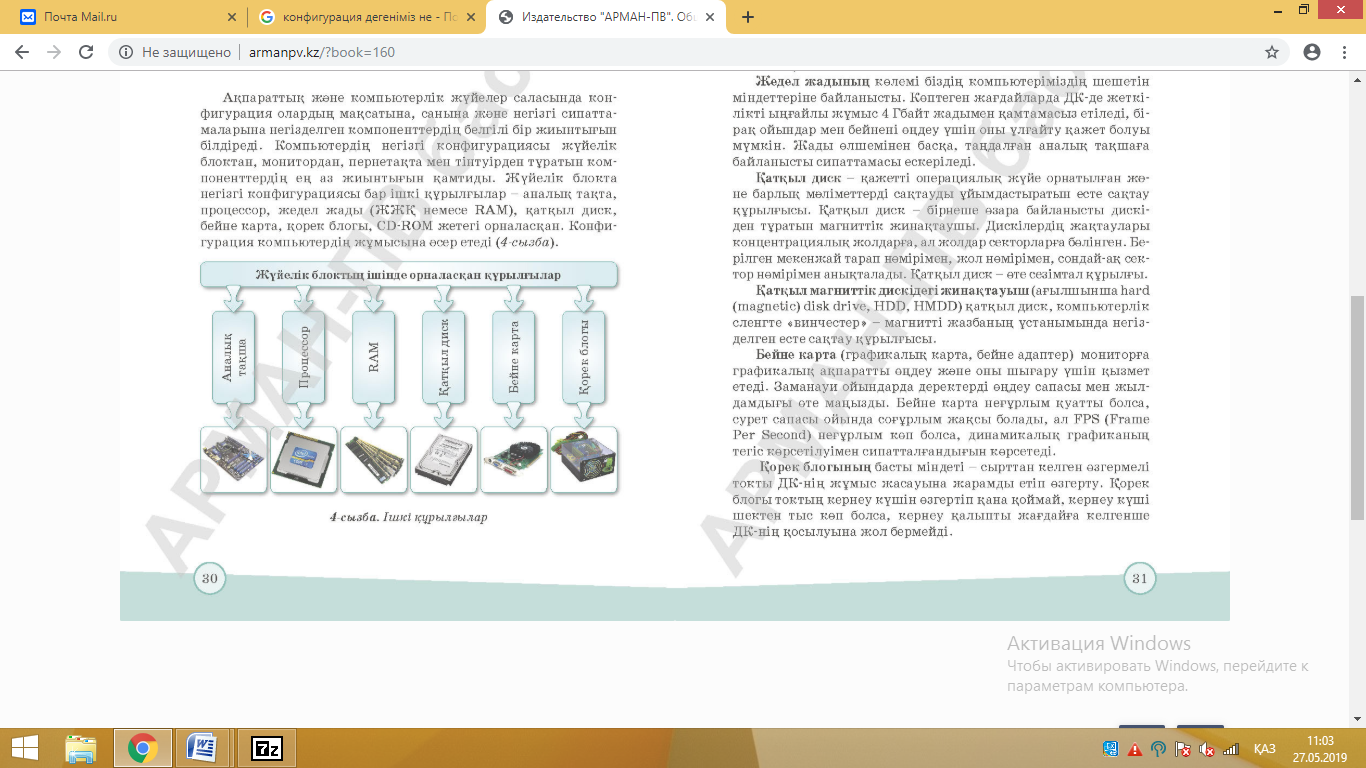 Почта Mail.ru
конфигурация дегеніміз не - По
Издательство "АРМАН-ПВ". Общ
Не защищено
armanpv.kz/?book=160
Ақпараттық және компьютерлік жүйелер саласында кон-
фигурация олардың мақсатына, санына және негізгі сипатта-
маларына негізделген компоненттердің белгілі бір жиынтығын
білдіреді. Компьютердің негізгі конфигурациясы жүйелік
блоктан, монитордан, пернетақта мен тінтуірден тұратын ком-
поненттердің ең аз жиынтығын қамтиды. Жүйелік блокта
негізгі конфигурациясы бар ішкі құрылғылар – аналық тақта,
процессор, жедел жады (ЖЖҚ немесе RAM), қатқыл диск,
бейне карта, қорек блогы, CD-ROM жетегі орналасқан. Конфи-
гурация компьютердің жұмысына әсер етеді (4-сызба).
Жүйелік блоктың ішінде орналасқан құрылғылар
Аналық
тақша
Процессор
RAM
Қатқыл диск
Бейне карта
Қорек блогы
4-сызба. Ішкі құрылғылар
30
Жедел жадының көлемі біздің компьютеріміздің шешетін
міндеттеріне байланысты. Көптеген жағдайларда ДК-де жеткі-
лікті ыңғайлы жұмыс 4 Гбайт жадымен қамтамасыз етіледі, бі-
рақ ойындар мен бейнені өңдеу үшін оны ұлғайту қажет болуы
мүмкін. Жады өлшемінен басқа, таңдалған аналық тақшаға
байланысты сипаттамасы ескеріледі.
Қатқыл диск – қажетті операциялық жүйе орнатылған жә-
не барлық мәліметтерді сақтауды ұйымдастыратын есте сақтау
құрылғысы. Қатқыл диск – бірнеше өзара байланысты дискі-
ден тұратын магниттік жинақтаушы. Дискілердің жақтаулары
концентрациялық жолдарға, ал жолдар секторларға бөлінген. Бе-
рілген мекенжай тарап нөмірімен, жол нөмірімен, сондай-ақ сек-
тор нөмірімен анықталады. Қатқыл диск – өте сезімтал құрылғы.
Қатқыл магниттік дискідегі жинақтауыш (ағылшынша hard
(magnetic) disk drive, HDD, HMDD) қатқыл диск, компьютерлік
сленгте «винчестер» – магнитті жазбаның ұстанымында негіз-
делген есте сақтау құрылғысы.
Бейне карта (графикалық карта, бейне адаптер) мониторға
графикалық ақпаратты өңдеу және оны шығару үшін қызмет
етеді. Заманауи ойындарда деректерді өңдеу сапасы мен жыл-
дамдығы өте маңызды. Бейне карта неғұрлым қуатты болса,
сурет сапасы ойында соғұрлым жақсы болады, ал FPS (Frame
Per Second) неғұрлым көп болса, динамикалық графиканың
тегіс көрсетілуімен сипатталғандығын көрсетеді.
Қорек блогының басты міндеті – сырттан келген өзгермелі
токты ДК-нің жұмыс жасауына жарамды етіп өзгерту. Қорек
блогы токтың кернеу күшін өзгертіп қана қоймай, кернеу күші
шектен тыс көп болса, кернеу қалыпты жағдайға келгенше
ДК-нің қосылуына жол бермейді.
31
АРМАН-ПВ бас
АРМАН-ПВ бас
Активация Windows
Чтобы активировать Windows, перейдите к
параметрам компьютера.
ҚАЗ
11:03
27.05.2019